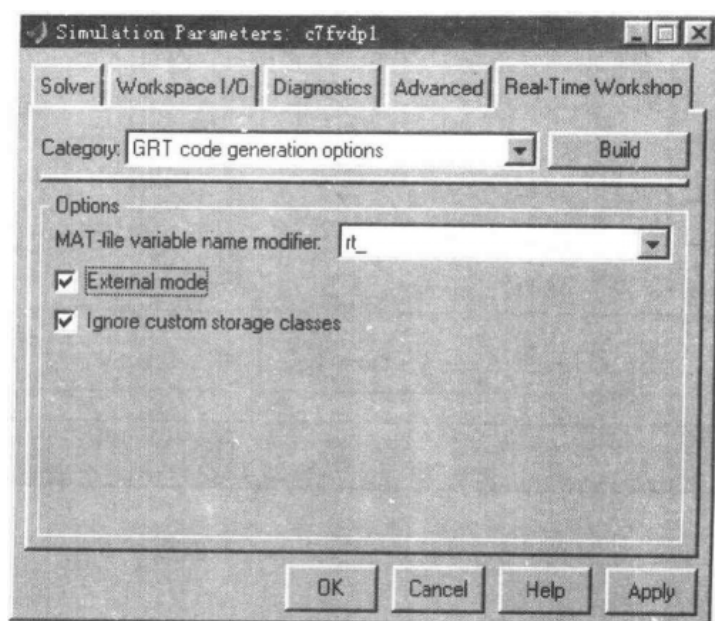 Simulation Parameters: c7fvdp1
Solver Workspace I/O Diagnostics Advanced Real-Time Workshop
Category: GRT code generation options Build
Options
MAT-file variable name modifier: rt_
External mode
Ignore custom storage classes
OK Cancel Help Apply